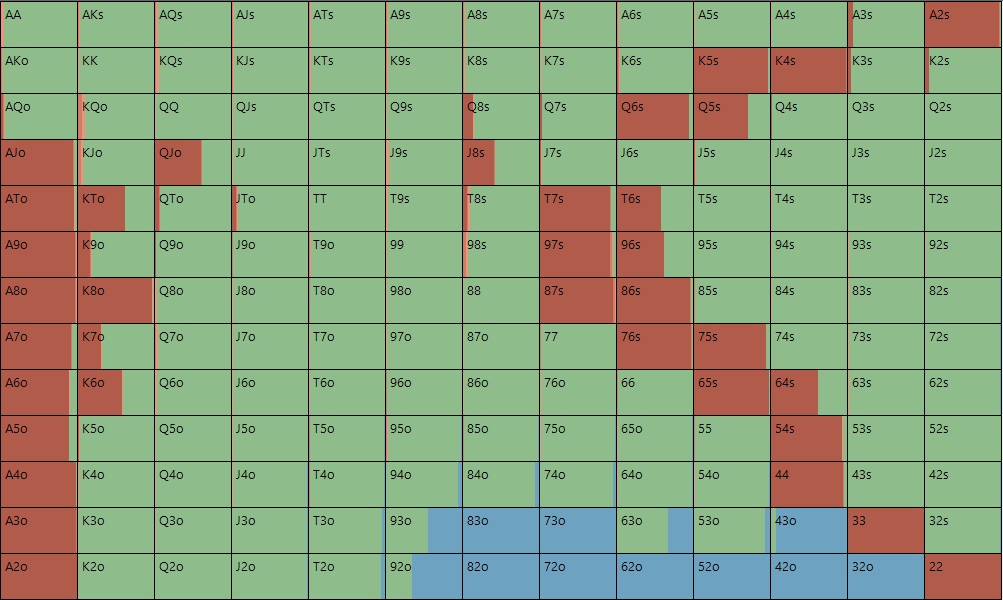 AA AKs AQs AJs ATs A9s A8s A7s A6s A5s A4s A3s A2s
AKo KK KQs KJs KTs K9s K8s K7s K6s K5s K4s K3s K2s
AQo KQo QQ QJs QTs Q9s Q8s Q7s Q6s Q5s Q4s Q3s Q2s
AJo KJo QJo JJ JTs J9s J8s J7s J6s J5s J4s J3s J2s
ATo KTo QTo JTo TT T9s T8s T7s T6s T5s T4s T3s T2s
A9o K9o Q9o J9o T9o 99 98s 97s 96s 95s 94s 93s 92s
A8o K8o Q8o J8o T8o 98o 88 87s 86s 85s 84s 83s 82s
A7o K7o Q7o J7o T7o 97o 87o 77 76s 75s 74s 73s 72s
A6o K6o Q6o J6o T6o 96o 86o 76o 66 65s 64s 63s 62s
A5o K5o Q5o J5o T5o 95o 85o 75o 65o 55 54s 53s 52s
A4o K4o Q4o J4o T4o 94o 84o 74o 64o 54o 44 43s 42s
A3o K3o Q3o J3o T3o 93o 83o 73o 63o 53o 43o 33 32s
A2o K2o Q2o J2o T2o 92o 82o 72o 62o 52o 42o 32o 22